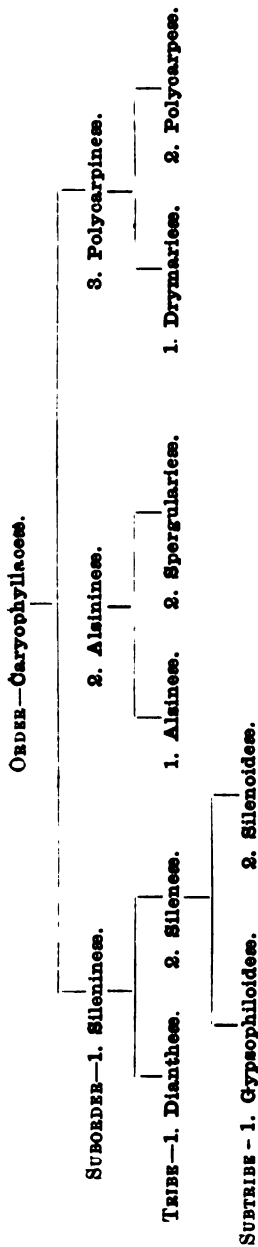 ORDER—Caryophyllaceæ.
SUBORDER—1. Silenineæ. 2. Alsinineæ. 3. Polycarpineæ.
TRIBE—1. Diantheæ. 2. Sileneæ. 1. Alsineæ. 2. Spergularieæ. 1. Drymarieæ. 2. Polycarpeæ.
SUBTRIBE - 1. Gypsophiloideæ. 2. Silenoideæ.